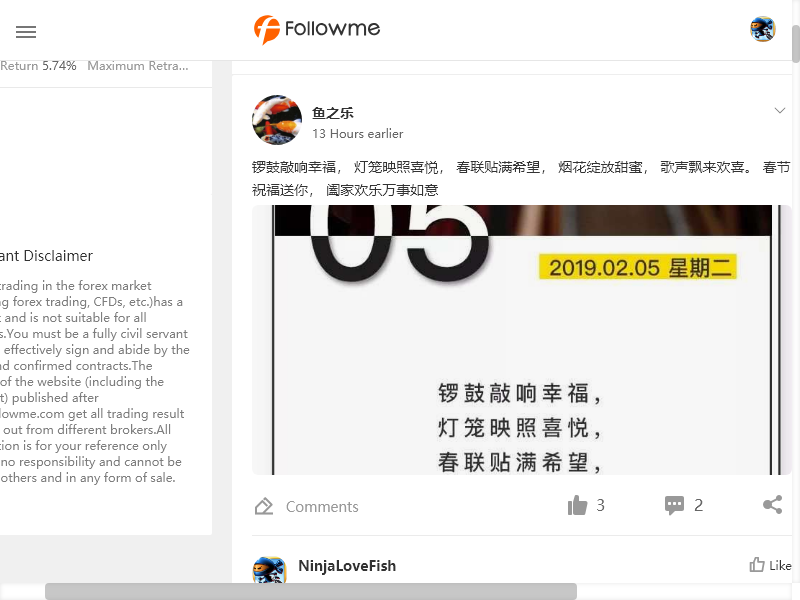 Followme
Return 5.74% Maximum Retra...
ant Disclaimer
trading in the forex market
ng forex trading, CFDs, etc.)has a
and is not suitable for all
s.You must be a fully civil servant
effectively sign and abide by the
nd confirmed contracts.The
of the website (including the
t) published after
lowme.com get all trading result
out from different brokers.All
tion is for your reference only
no responsibility and cannot be
others and in any form of sale.
鱼之乐
13 Hours earlier
锣鼓敲响幸福， 灯笼映照喜悦， 春联贴满希望， 烟花绽放甜蜜， 歌声飘来欢喜。 春节
祝福送你， 阖家欢乐万事如意
05
2019.02.05 星期二
锣鼓敲响幸福，
灯笼映照喜悦，
春联贴满希望，
Comments 3 2
NinjaLoveFish Like